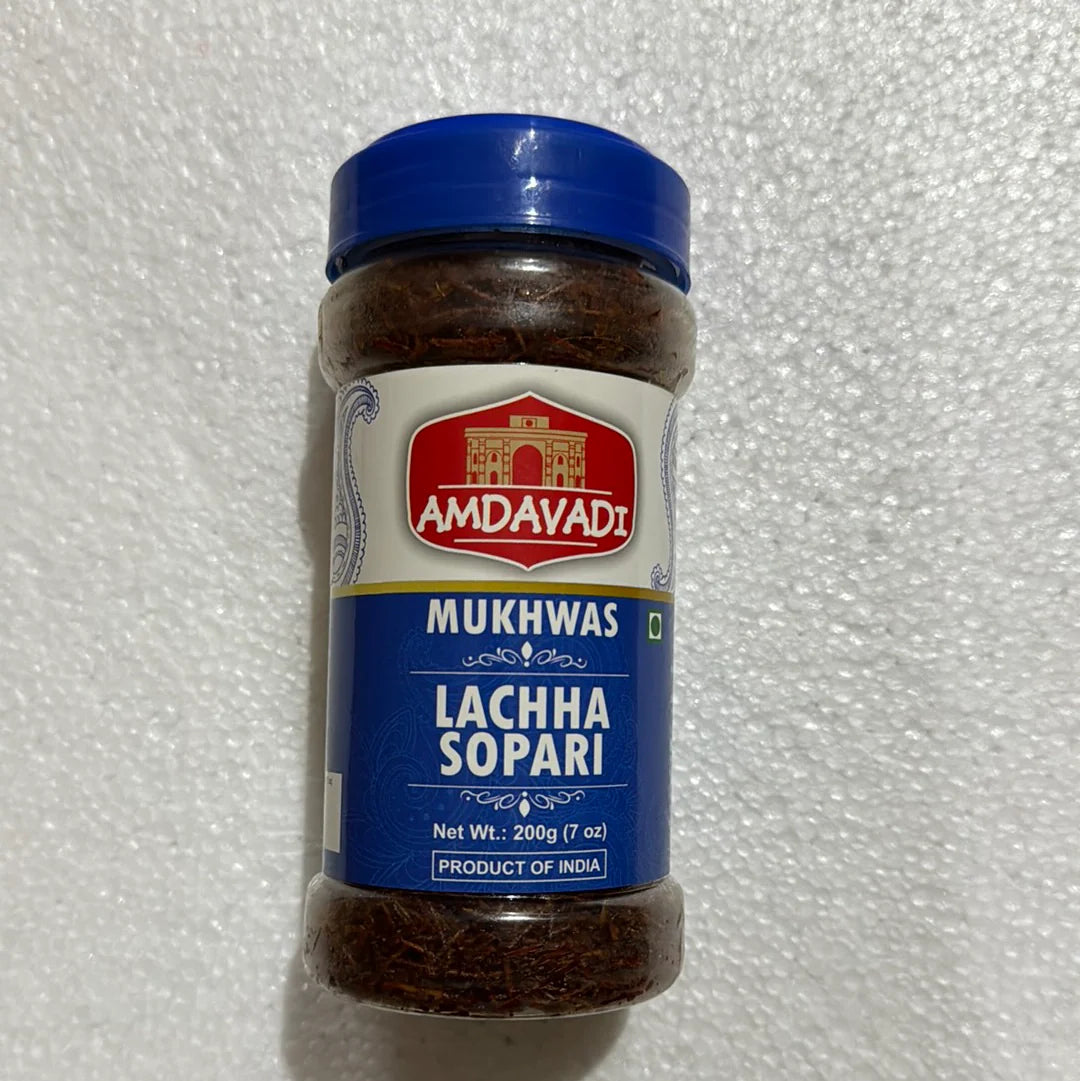 AMDAVADI
MUKHWAS
LACHHA
SOPARI
Net Wt.: 200g (7 oz)
PRODUCT OF INDIA